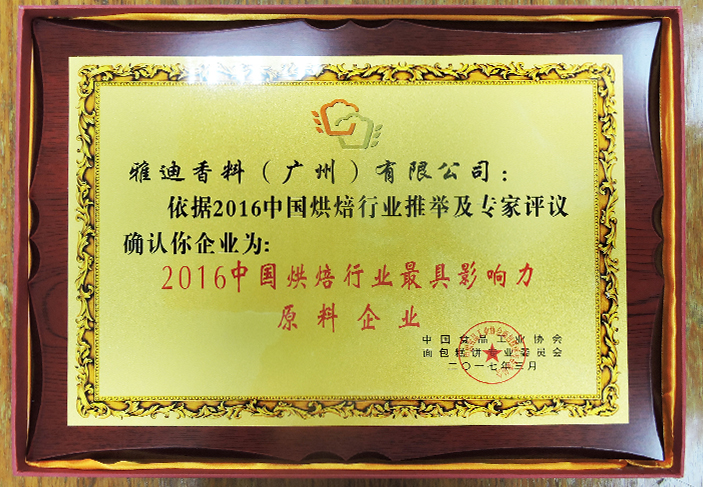 雅迪香料（广州）有限公司：
依据2016中国烘焙行业推举及专家评议
确认你企业为:
2016中国烘焙行业最具影响力
原料企业
中国食品工业协会
面包糕饼专业委员会
二〇一七年三月